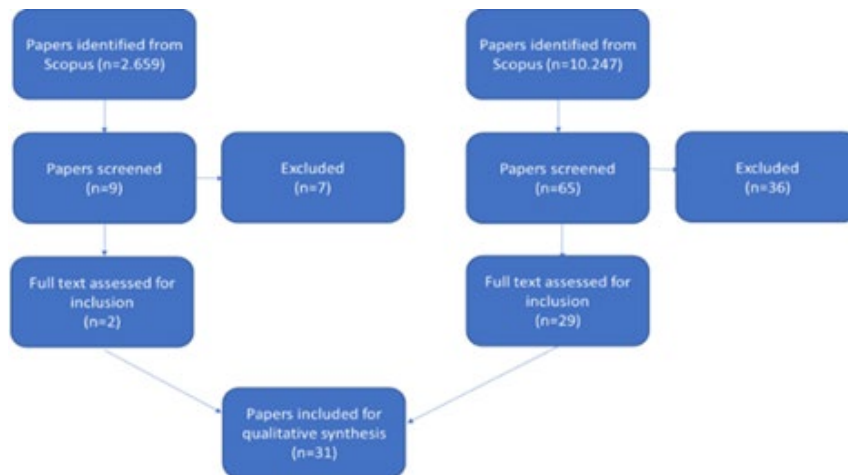 Papers identified from
Scopus (n=2.659)
Papers identified from
Scopus (n=10.247)
Papers screened
(n=9)
Excluded
(n=7)
Papers screened
(n=65)
Excluded
(n=36)
Full text assessed for
inclusion
(n=2)
Full text assessed for
inclusion
(n=29)
Papers included for
qualitative synthesis
(n=31)